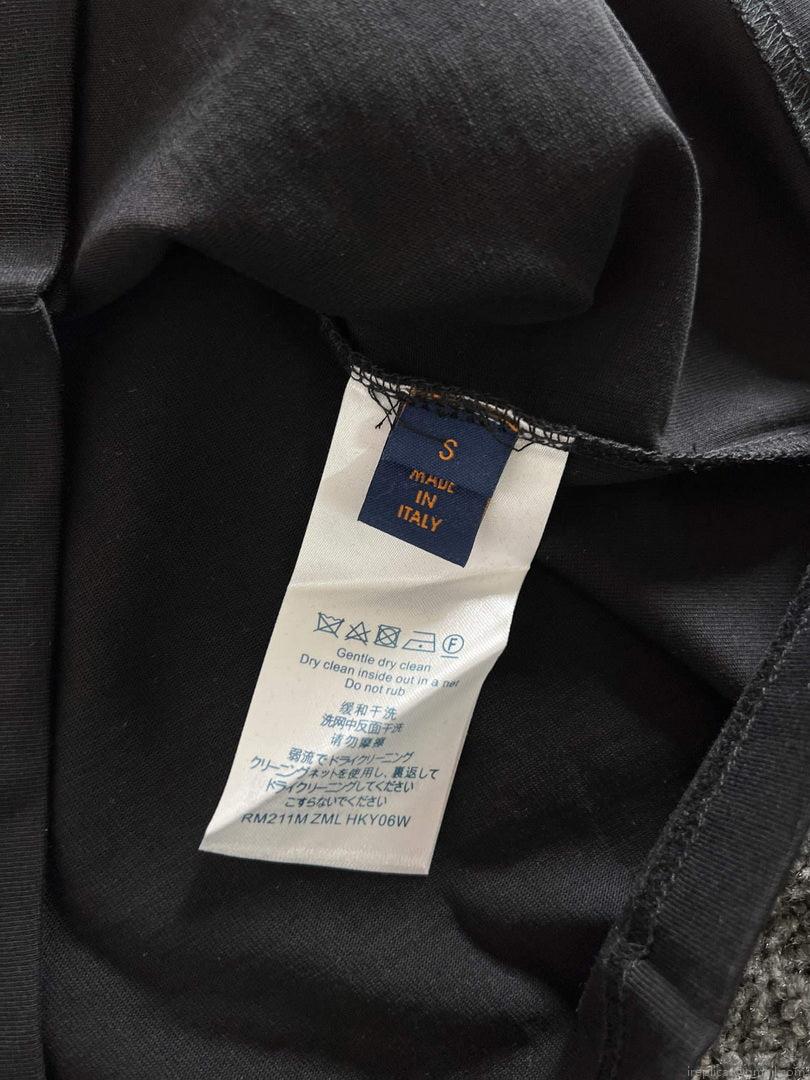 S
MADE
IN
ITALY
F
Gentle dry clean
Dry clean inside out in a net
Do not rub
缓和干洗
洗网中反面干洗
请勿摩擦
弱流でドライクリーニング
クリーニングネットを使用し、裏返して
ドライクリーニングしてください
こすらないでください
RM211M ZML HKY06W